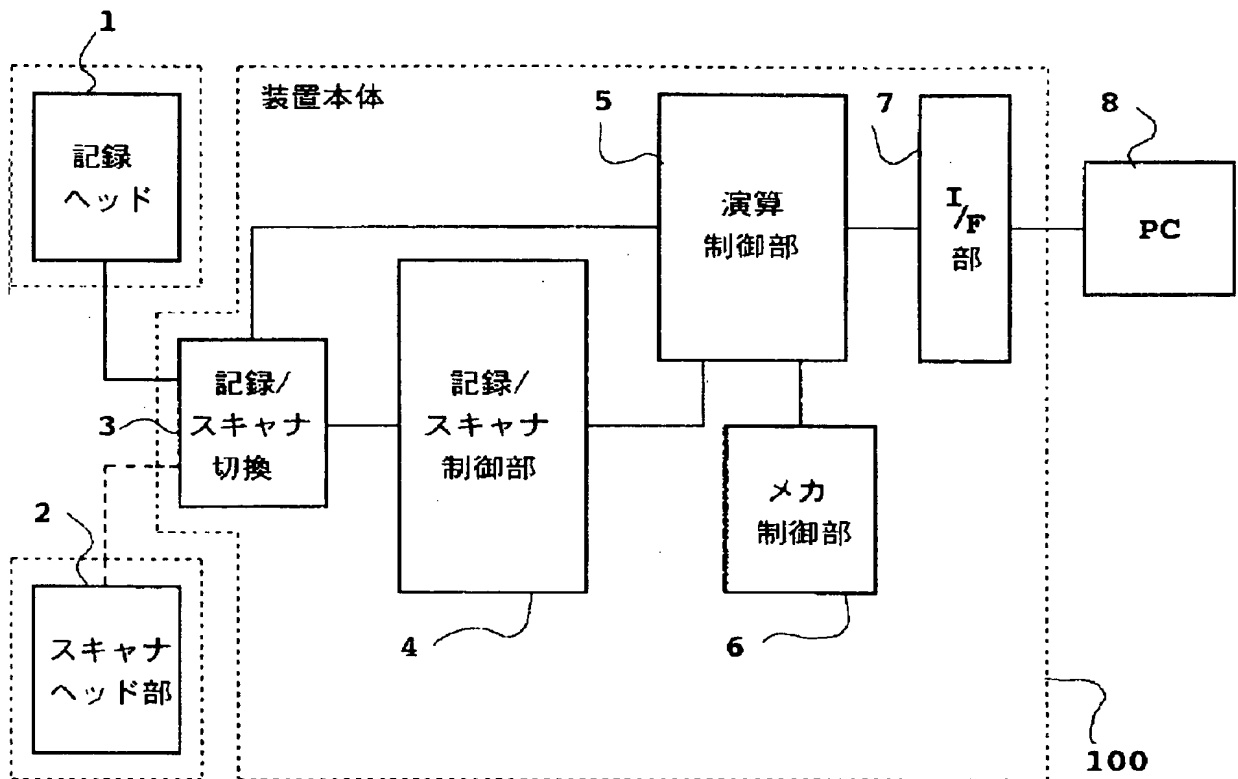 1
装置本体
5
7
8
記録
ヘッド
演算
制御部
I/F
部
PC
記録/
スキャナ
切換
3
記録/
スキャナ
制御部
メカ
制御部
2
4
6
スキャナ
ヘッド部
100